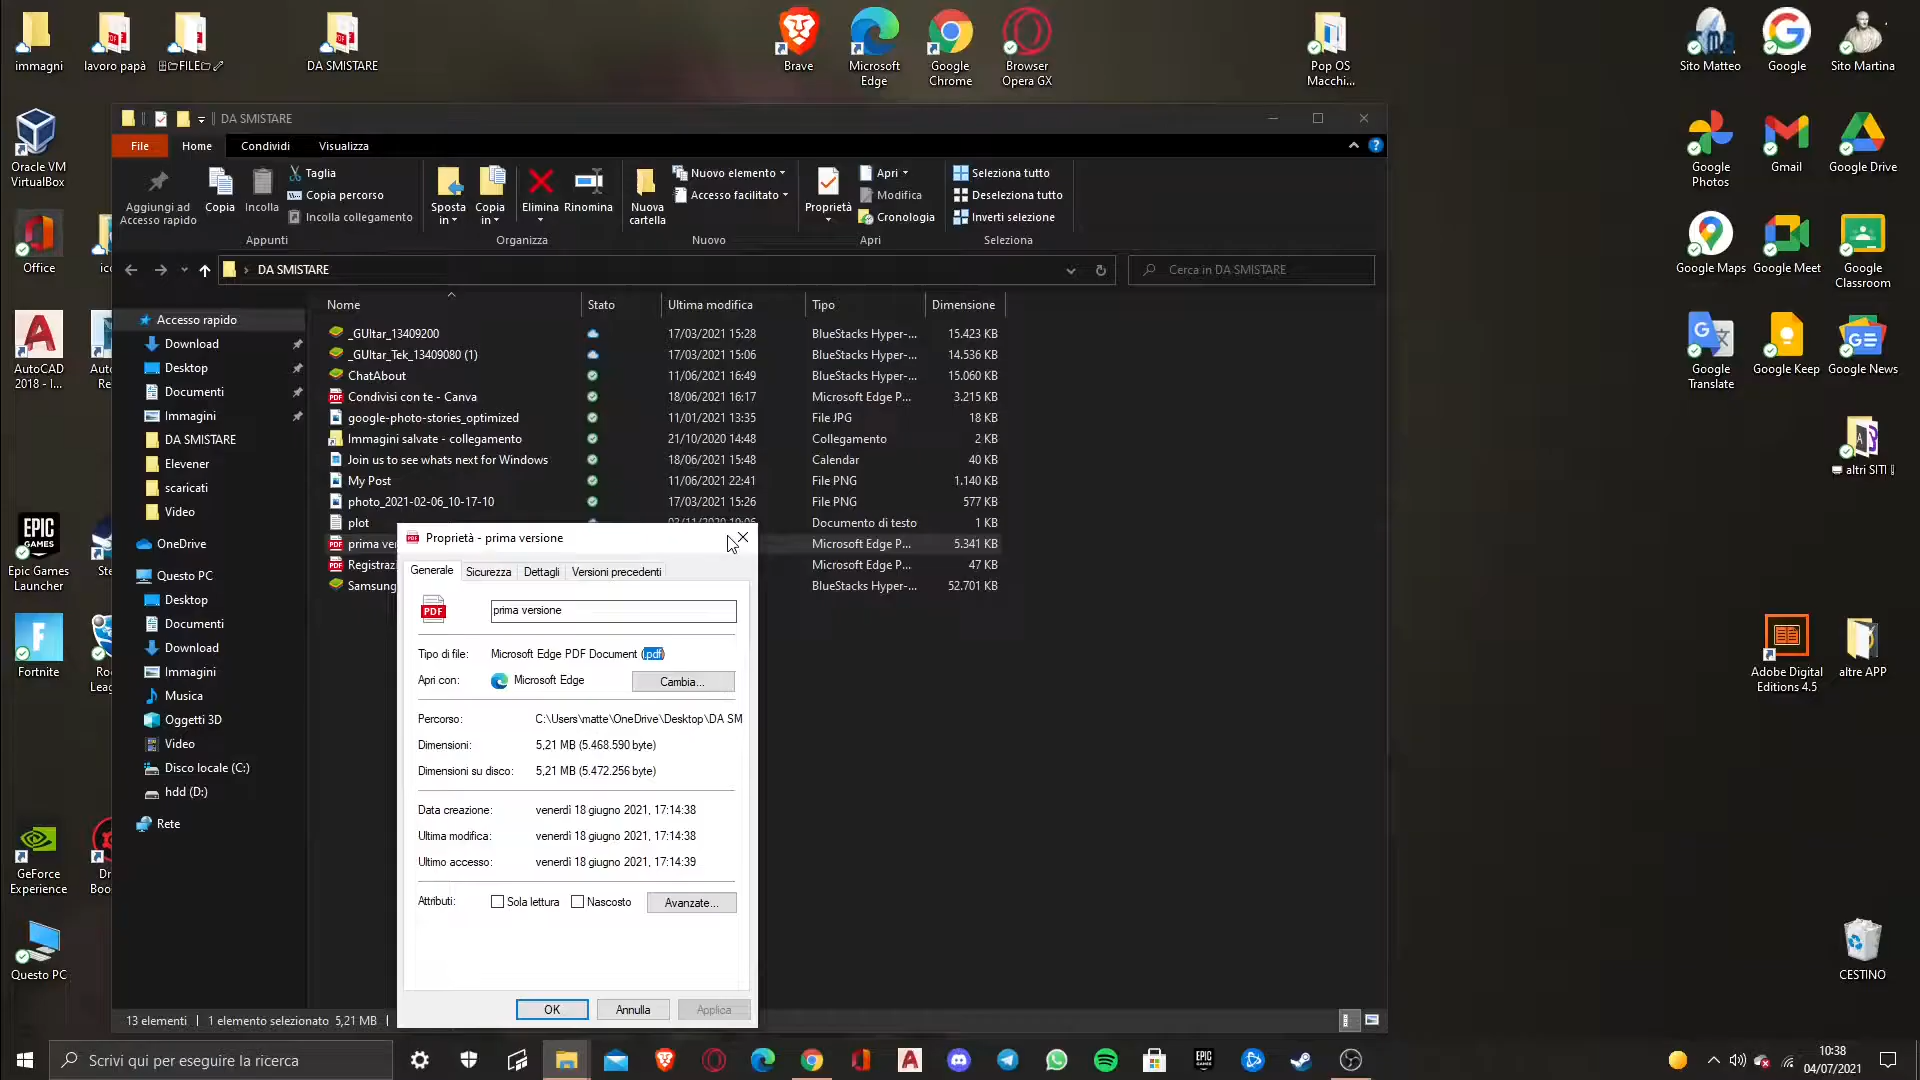 immagni
lavoro papà
FILE
DA SMISTARE
Brave
Microsoft
Edge
Google
Chrome
Browser
Opera GX
Pop OS
Macchi...
Sito Matteo
Google
Sito Martina
DA SMISTARE
File
Home
Condividi
Visualizza
Aggiungi ad
Accesso rapido
Copia
Incolla
Taglia
Copia percorso
Incolla collegamento
Appunti
Sposta
in
Copia
in
Elimina
Rinomina
Organizza
Nuova
cartella
Nuovo elemento
Accesso facilitato
Nuovo
Proprietà
Apri
Modifica
Cronologia
Apri
Seleziona tutto
Deseleziona tutto
Inverti selezione
Seleziona
DA SMISTARE
Cerca in DA SMISTARE
Oracle VM
VirtualBox
Office
AutoCAD
2018 - I...
Epic Games
Launcher
Fortnite
GeForce
Experience
Questo PC
Accesso rapido
Download
Desktop
Documenti
Immagini
DA SMISTARE
Elevener
scaricati
Video
OneDrive
Questo PC
Desktop
Documenti
Download
Immagini
Musica
Oggetti 3D
Video
Disco locale (C:)
hdd (D:)
Rete
Nome Stato Ultima modifica Tipo Dimensione
_GUItar_13409200 17/03/2021 15:28 BlueStacks Hyper-... 15.423 KB
_GUItar_Tek_13409080 (1) 17/03/2021 15:06 BlueStacks Hyper-... 14.536 KB
ChatAbout 11/06/2021 16:49 BlueStacks Hyper-... 15.060 KB
Condivisi con te - Canva 18/06/2021 16:17 Microsoft Edge P... 3.215 KB
google-photo-stories_optimized 11/01/2021 13:35 File JPG 18 KB
Immagini salvate - collegamento 21/10/2020 14:48 Collegamento 2 KB
Join us to see whats next for Windows 18/06/2021 15:48 Calendar 40 KB
My Post 11/06/2021 22:41 File PNG 1.140 KB
photo_2021-02-06_10-17-10 17/03/2021 15:26 File PNG 577 KB
plot Documento di testo 1 KB
prima ve Microsoft Edge P... 5.341 KB
Registraz Microsoft Edge P... 47 KB
Samsung BlueStacks Hyper-... 52.701 KB
Proprietà - prima versione
Generale Sicurezza Dettagli Versioni precedenti
PDF
prima versione
Tipo di file: Microsoft Edge PDF Document (.pdf)
Apri con: Microsoft Edge Cambia...
Percorso: C:\Users\matte\OneDrive\Desktop\DA SM
Dimensioni: 5,21 MB (5.468.590 byte)
Dimensioni su disco: 5,21 MB (5.472.256 byte)
Data creazione: venerdì 18 giugno 2021, 17:14:38
Ultima modifica: venerdì 18 giugno 2021, 17:14:38
Ultimo accesso: venerdì 18 giugno 2021, 17:14:39
Attributi: Sola lettura Nascosto Avanzate...
OK Annulla Applica
13 elementi 1 elemento selezionato 5,21 MB
Google
Photos
Gmail
Google Drive
Google Maps
Google Meet
Google
Classroom
Google
Translate
Google Keep
Google News
altri SITI
Adobe Digital
Editions 4.5
altre APP
CESTINO
Scrivi qui per eseguire la ricerca
10:38
04/07/2021